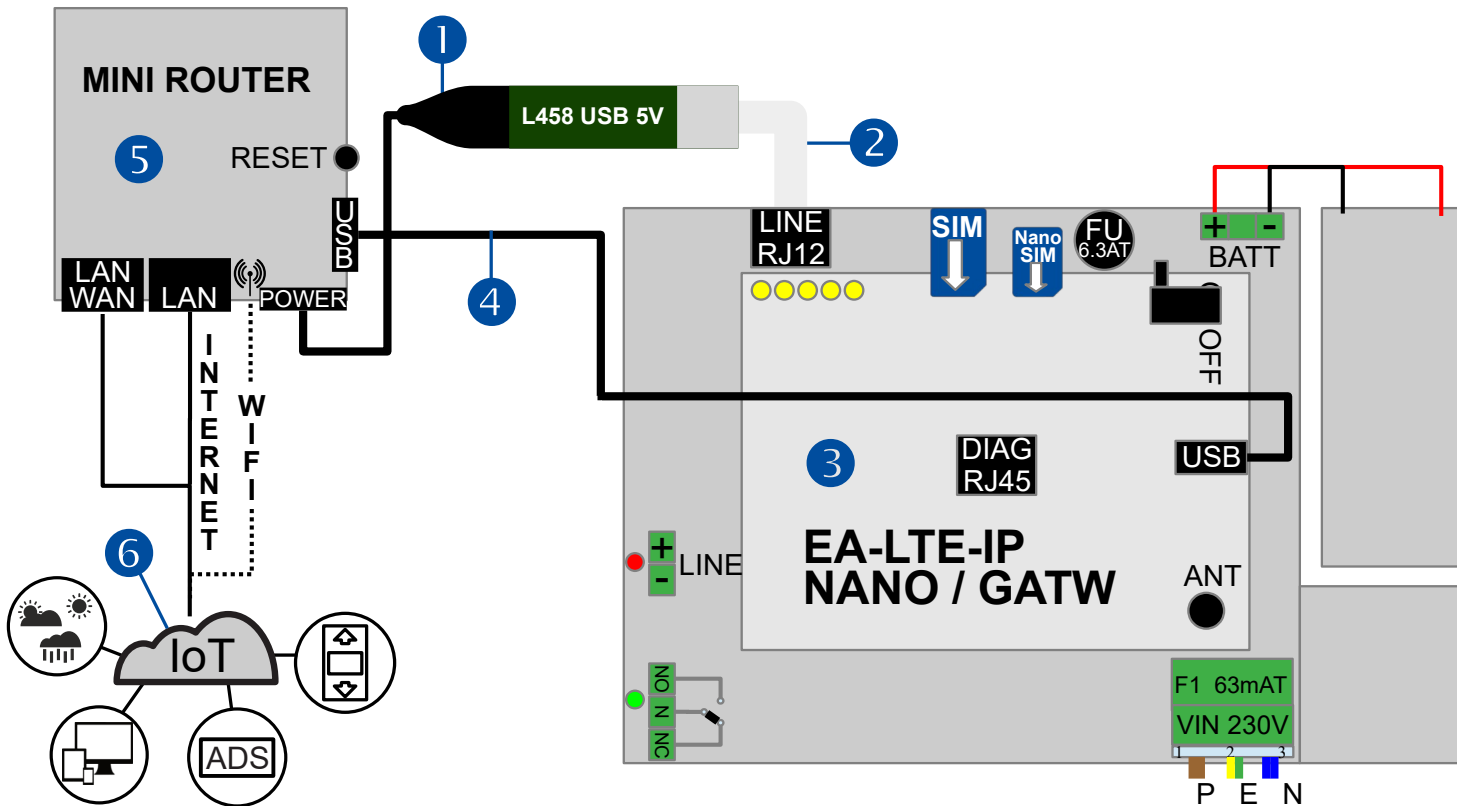 MINI ROUTER
1
L458 USB 5V
2
5
RESET
USB
LAN
WAN
LAN
POWER
4
INTERNET
WIFI
LINE
RJ12
SIM
Nano
SIM
FU
6.3AT
+ -
BATT
OFF
3
DIAG
RJ45
USB
EA-LTE-IP
NANO / GATW
ANT
+
-
LINE
NO
N
NC
F1 63mAT
VIN 230V
1 2 3
P E N
6
IoT
ADS